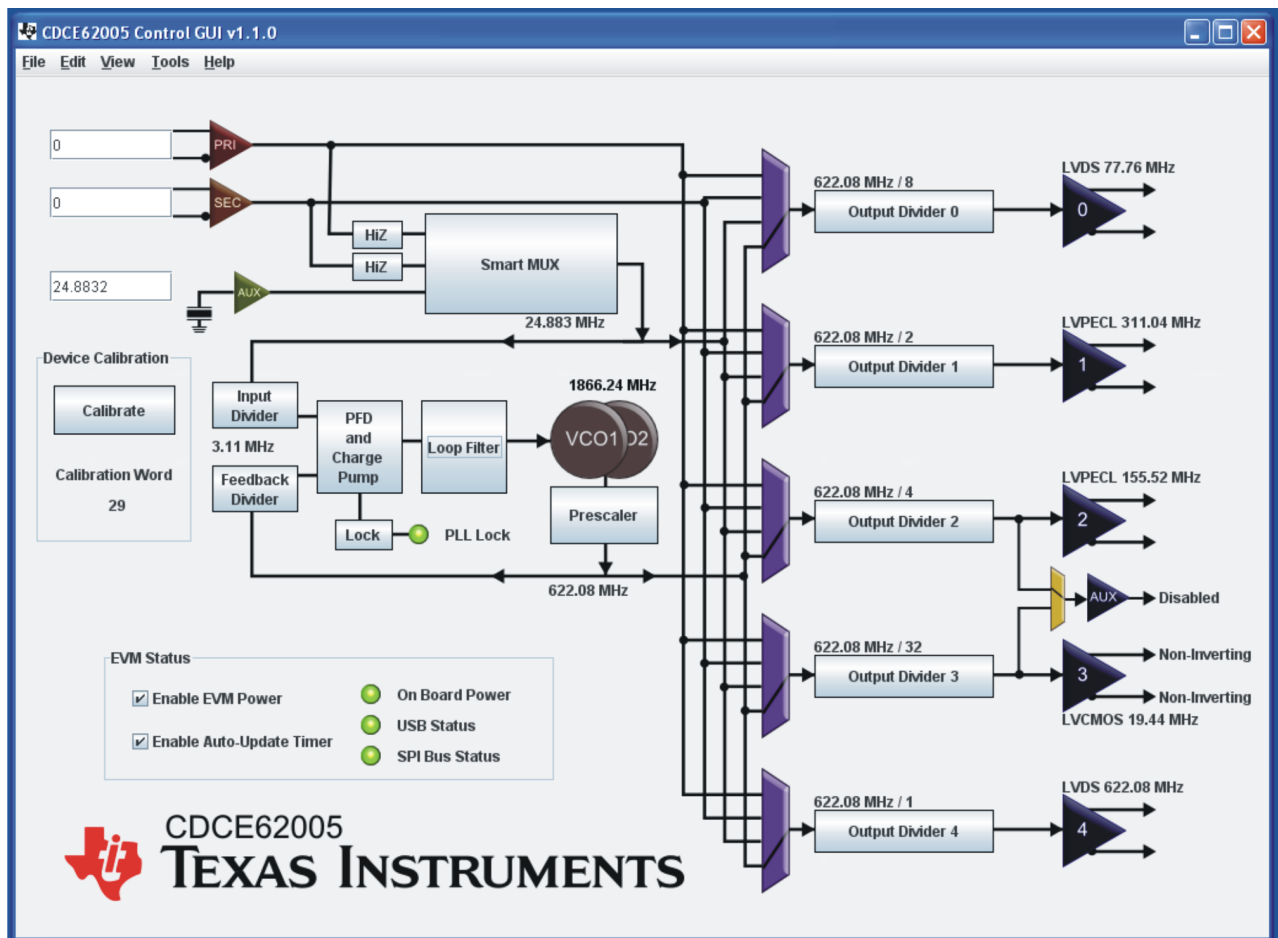 CDCE62005 Control GUI v1.1.0
File Edit View Tools Help
0
PRI
0
SEC
HiZ
HiZ
Smart MUX
24.8832
AUX
24.883 MHz
Device Calibration
Calibrate
Calibration Word
29
Input
Divider
3.11 MHz
Feedback
Divider
PFD
and
Charge
Pump
Loop Filter
1866.24 MHz
VCO1
Prescaler
Lock
PLL Lock
622.08 MHz
622.08 MHz / 8
Output Divider 0
LVDS 77.76 MHz
0
622.08 MHz / 2
Output Divider 1
LVPECL 311.04 MHz
1
622.08 MHz / 4
Output Divider 2
LVPECL 155.52 MHz
2
AUX
Disabled
622.08 MHz / 32
Output Divider 3
3
Non-Inverting
Non-Inverting
LVCMOS 19.44 MHz
622.08 MHz / 1
Output Divider 4
LVDS 622.08 MHz
4
EVM Status
Enable EVM Power
On Board Power
USB Status
Enable Auto-Update Timer
SPI Bus Status
CDCE62005
TEXAS INSTRUMENTS